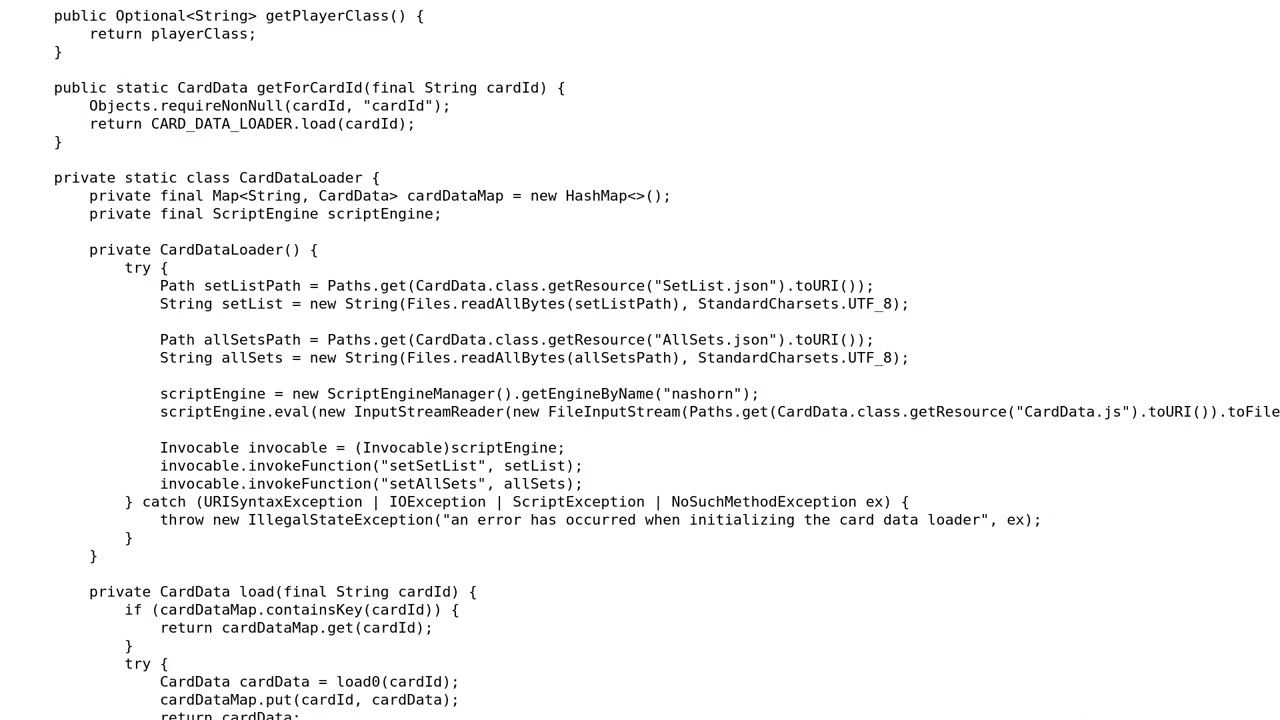 public Optional<String> getPlayerClass() {
return playerClass;
}
public static CardData getForCardId(final String cardId) {
Objects.requireNonNull(cardId, "cardId");
return CARD_DATA_LOADER.load(cardId);
}
private static class CardDataLoader {
private final Map<String, CardData> cardDataMap = new HashMap<>();
private final ScriptEngine scriptEngine;
private CardDataLoader() {
try {
Path setListPath = Paths.get(CardData.class.getResource("SetList.json").toURI());
String setList = new String(Files.readAllBytes(setListPath), StandardCharsets.UTF_8);
Path allSetsPath = Paths.get(CardData.class.getResource("AllSets.json").toURI());
String allSets = new String(Files.readAllBytes(allSetsPath), StandardCharsets.UTF_8);
scriptEngine = new ScriptEngineManager().getEngineByName("nashorn");
scriptEngine.eval(new InputStreamReader(new FileInputStream(Paths.get(CardData.class.getResource("CardData.js").toURI()).toFile
Invocable invocable = (Invocable)scriptEngine;
invocable.invokeFunction("setSetList", setList);
invocable.invokeFunction("setAllSets", allSets);
} catch (URISyntaxException | IOException | ScriptException | NoSuchMethodException ex) {
throw new IllegalStateException("an error has occurred when initializing the card data loader", ex);
}
}
private CardData load(final String cardId) {
if (cardDataMap.containsKey(cardId)) {
return cardDataMap.get(cardId);
}
try {
CardData cardData = load0(cardId);
cardDataMap.put(cardId, cardData);
return cardData;